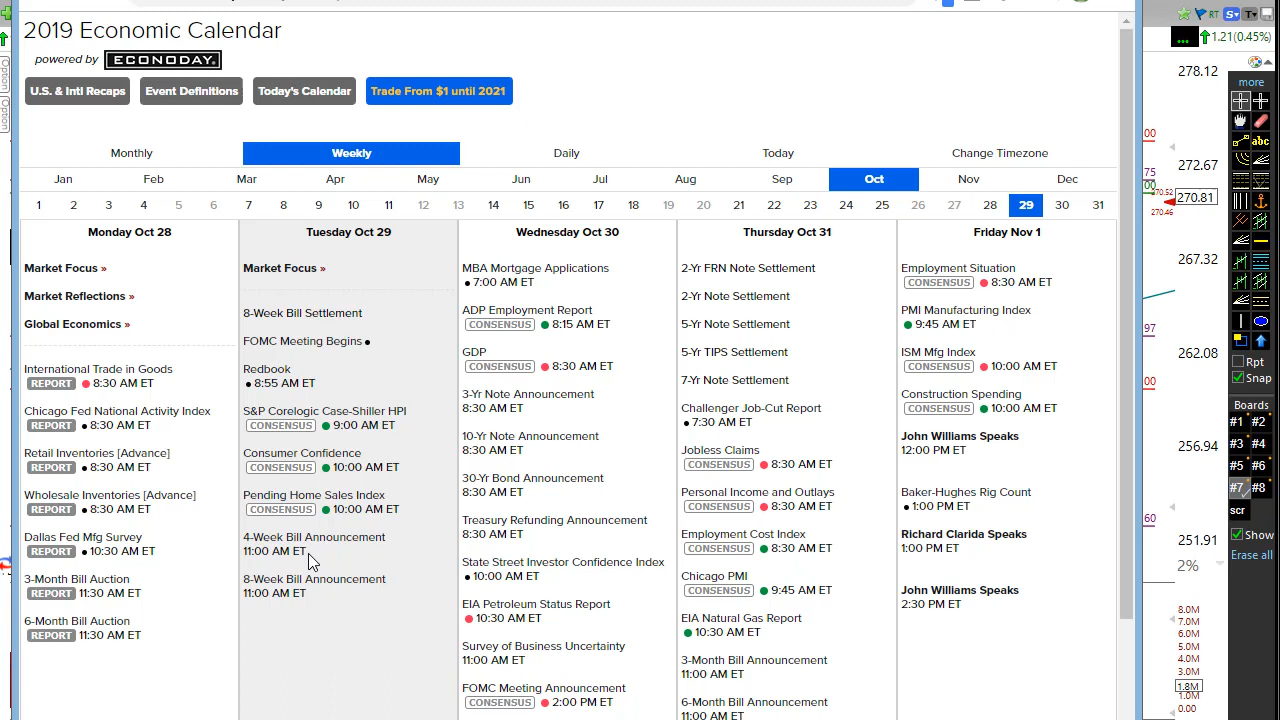 2019 Economic Calendar
powered by ECONODAY
U.S. & Intl Recaps
Event Definitions
Today's Calendar
Trade From $1 until 2021
Monthly
Weekly
Daily
Today
Change Timezone
Jan Feb Mar Apr May Jun Jul Aug Sep Oct Nov Dec
1 2 3 4 5 6 7 8 9 10 11 12 13 14 15 16 17 18 19 20 21 22 23 24 25 26 27 28 29 30 31
Monday Oct 28
Market Focus »
Market Reflections »
Global Economics »
International Trade in Goods
REPORT 8:30 AM ET
Chicago Fed National Activity Index
REPORT 8:30 AM ET
Retail Inventories [Advance]
REPORT 8:30 AM ET
Wholesale Inventories [Advance]
REPORT 8:30 AM ET
Dallas Fed Mfg Survey
REPORT 10:30 AM ET
3-Month Bill Auction
REPORT 11:30 AM ET
6-Month Bill Auction
REPORT 11:30 AM ET
Tuesday Oct 29
Market Focus »
8-Week Bill Settlement
FOMC Meeting Begins
Redbook
8:55 AM ET
S&P Corelogic Case-Shiller HPI
CONSENSUS 9:00 AM ET
Consumer Confidence
CONSENSUS 10:00 AM ET
Pending Home Sales Index
CONSENSUS 10:00 AM ET
4-Week Bill Announcement
11:00 AM ET
8-Week Bill Announcement
11:00 AM ET
Wednesday Oct 30
MBA Mortgage Applications
7:00 AM ET
ADP Employment Report
CONSENSUS 8:15 AM ET
GDP
CONSENSUS 8:30 AM ET
3-Yr Note Announcement
8:30 AM ET
10-Yr Note Announcement
8:30 AM ET
30-Yr Bond Announcement
8:30 AM ET
Treasury Refunding Announcement
8:30 AM ET
State Street Investor Confidence Index
10:00 AM ET
EIA Petroleum Status Report
10:30 AM ET
Survey of Business Uncertainty
11:00 AM ET
FOMC Meeting Announcement
CONSENSUS 2:00 PM ET
Thursday Oct 31
2-Yr FRN Note Settlement
2-Yr Note Settlement
5-Yr Note Settlement
5-Yr TIPS Settlement
7-Yr Note Settlement
Challenger Job-Cut Report
7:30 AM ET
Jobless Claims
CONSENSUS 8:30 AM ET
Personal Income and Outlays
CONSENSUS 8:30 AM ET
Employment Cost Index
CONSENSUS 8:30 AM ET
Chicago PMI
CONSENSUS 9:45 AM ET
EIA Natural Gas Report
10:30 AM ET
3-Month Bill Announcement
11:00 AM ET
6-Month Bill Announcement
11:00 AM ET
Friday Nov 1
Employment Situation
CONSENSUS 8:30 AM ET
PMI Manufacturing Index
9:45 AM ET
ISM Mfg Index
CONSENSUS 10:00 AM ET
Construction Spending
CONSENSUS 10:00 AM ET
John Williams Speaks
12:00 PM ET
Baker-Hughes Rig Count
1:00 PM ET
Richard Clarida Speaks
1:00 PM ET
John Williams Speaks
2:30 PM ET
Option
Option
RT S T
1.21(0.45%)
278.12
272.67
270.81
267.32
262.08
256.94
251.91
2%
00
75
00
270.52
270.46
97
00
60
8.0M
7.0M
6.0M
5.0M
4.0M
3.0M
1.8M
1.0M
0.00
more
abc
Rpt
Snap
Boards
#1 #2
#3 #4
#5 #6
#7 #8
scr
Show
Erase all